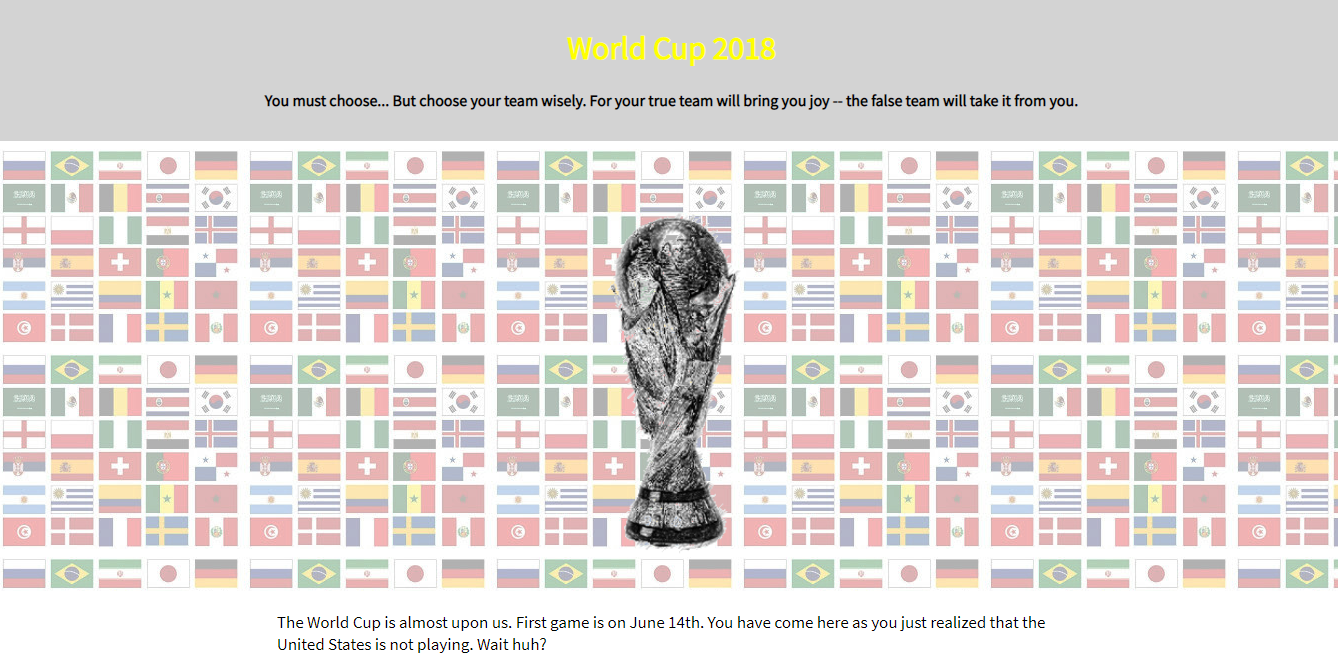 World Cup 2018
You must choose... But choose your team wisely. For your true team will bring you joy -- the false team will take it from you.
The World Cup is almost upon us. First game is on June 14th. You have come here as you just realized that the
United States is not playing. Wait huh?